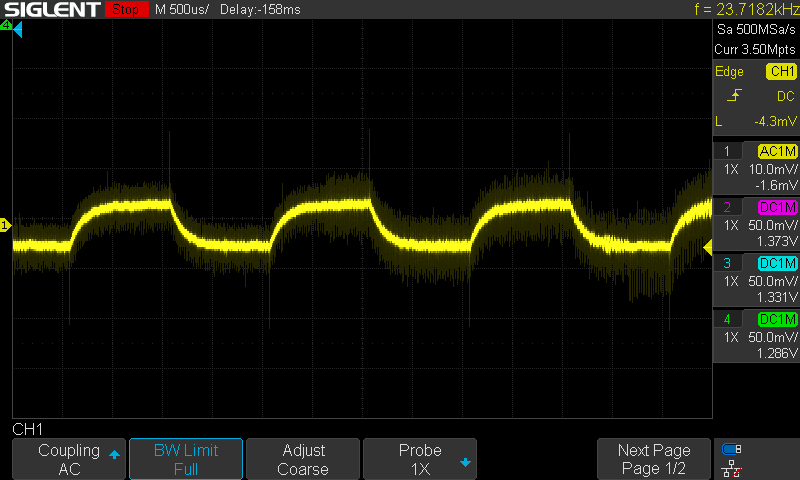 SIGLENT Stop M 500us/ Delay:-158ms f = 23.7182kHz
Sa 500MSa/s
Curr 3.50Mpts
Edge CH1
DC
L -4.3mV
1 AC1M
1X 10.0mV/
-1.6mV
2 DC1M
1X 50.0mV/
1.373V
3 DC1M
1X 50.0mV/
1.331V
4 DC1M
1X 50.0mV/
1.286V
4
1
CH1
Coupling
AC
BW Limit
Full
Adjust
Coarse
Probe
1X
Next Page
Page 1/2